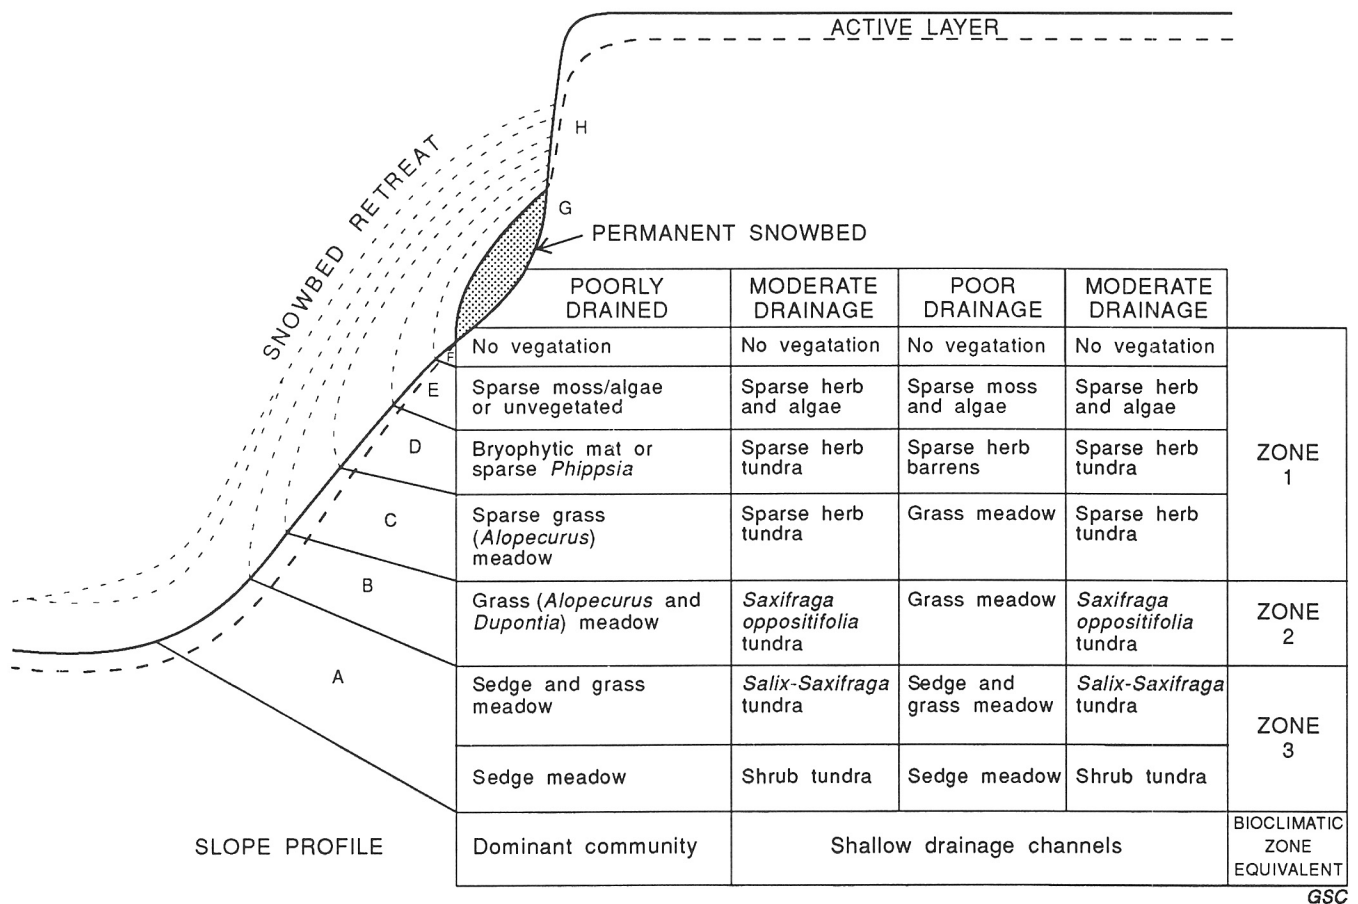 ACTIVE LAYER
H
SNOWBED RETREAT
G
PERMANENT SNOWBED
POORLY
DRAINED
MODERATE
DRAINAGE
POOR
DRAINAGE
MODERATE
DRAINAGE
F
No vegatation
No vegatation
No vegatation
No vegatation
E
Sparse moss/algae
or unvegetated
Sparse herb
and algae
Sparse moss
and algae
Sparse herb
and algae
D
Bryophytic mat or
sparse Phippsia
Sparse herb
tundra
Sparse herb
barrens
Sparse herb
tundra
ZONE
1
C
Sparse grass
(Alopecurus)
meadow
Sparse herb
tundra
Grass meadow
Sparse herb
tundra
B
Grass (Alopecurus and
Dupontia) meadow
Saxifraga
oppositifolia
tundra
Grass meadow
Saxifraga
oppositifolia
tundra
ZONE
2
A
Sedge and grass
meadow
Salix-Saxifraga
tundra
Sedge and
grass meadow
Salix-Saxifraga
tundra
ZONE
3
Sedge meadow
Shrub tundra
Sedge meadow
Shrub tundra
SLOPE PROFILE
Dominant community
Shallow drainage channels
BIOCLIMATIC
ZONE
EQUIVALENT
GSC